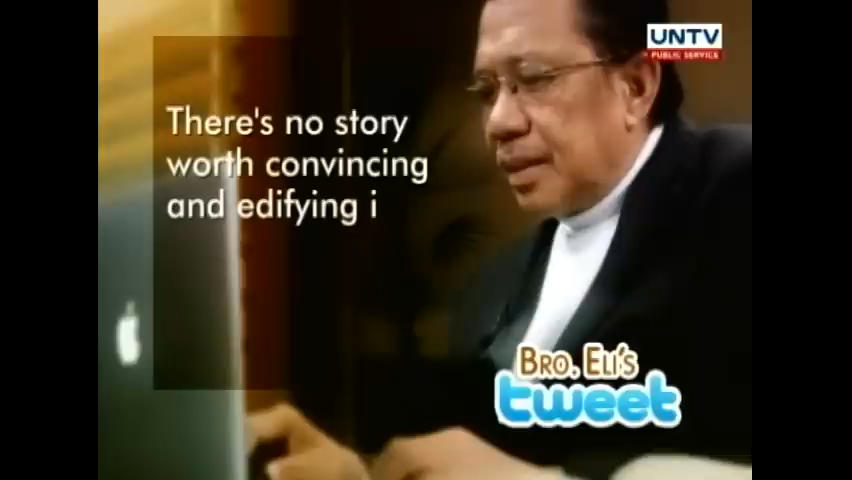 There's no story
worth convincing
and edifying i
UNTV
PUBLIC SERVICE
BRO. ELI'S
tweet